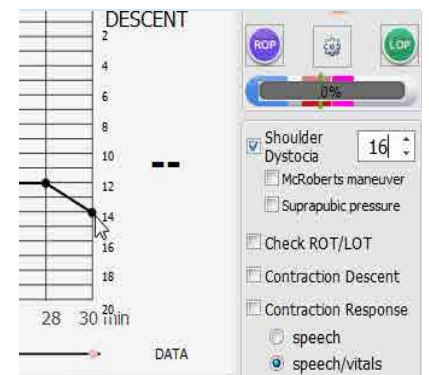 DESCENT
2
4
6
8
10
12
14
16
18
20
28 30 min
DATA
ROP
LOP
0%
Shoulder Dystocia 16
McRoberts maneuver
Suprapubic pressure
Check ROT/LOT
Contraction Descent
Contraction Response
speech
speech/vitals